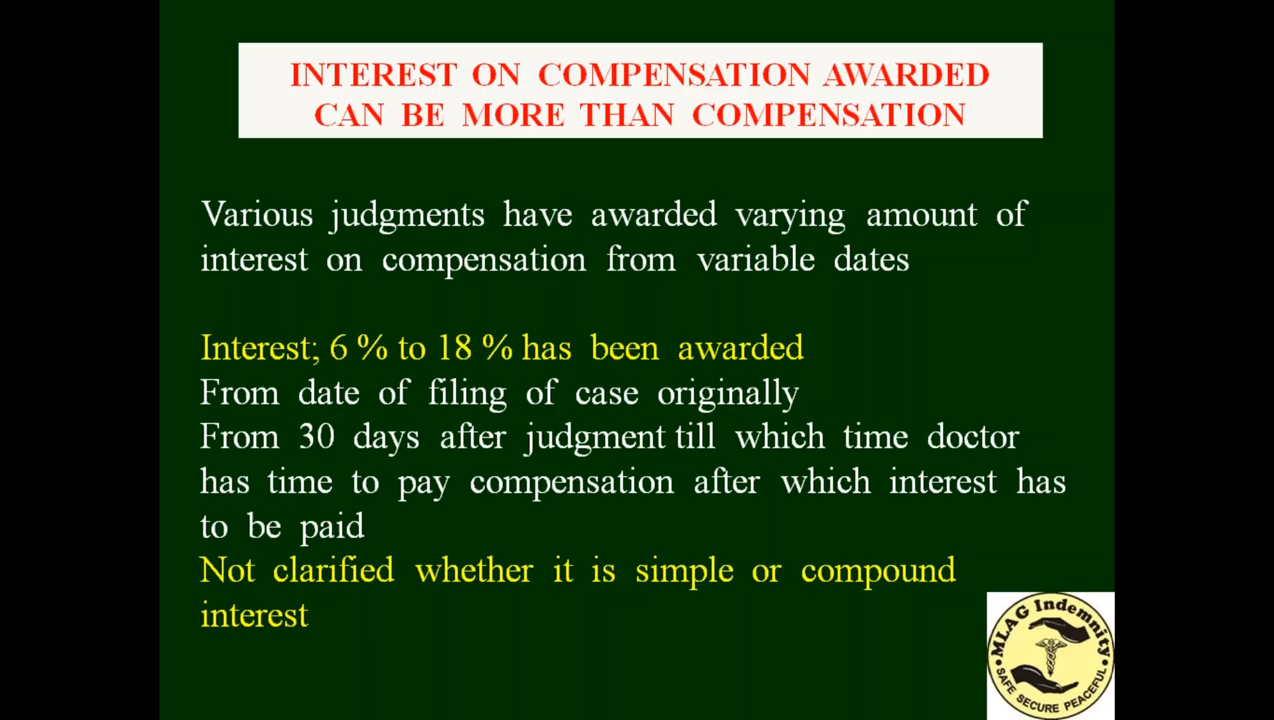 INTEREST ON COMPENSATION AWARDED
CAN BE MORE THAN COMPENSATION
Various judgments have awarded varying amount of
interest on compensation from variable dates
Interest; 6 % to 18 % has been awarded
From date of filing of case originally
From 30 days after judgment till which time doctor
has time to pay compensation after which interest has
to be paid
Not clarified whether it is simple or compound
interest
MLAG Indemnity
SAFE SECURE PEACEFUL